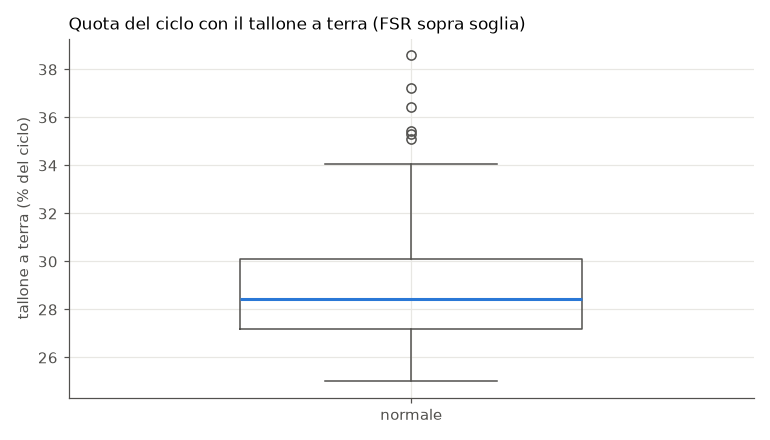 Quota del ciclo con il tallone a terra (FSR sopra soglia)
tallone a terra (% del ciclo)
38
36
34
32
30
28
26
normale